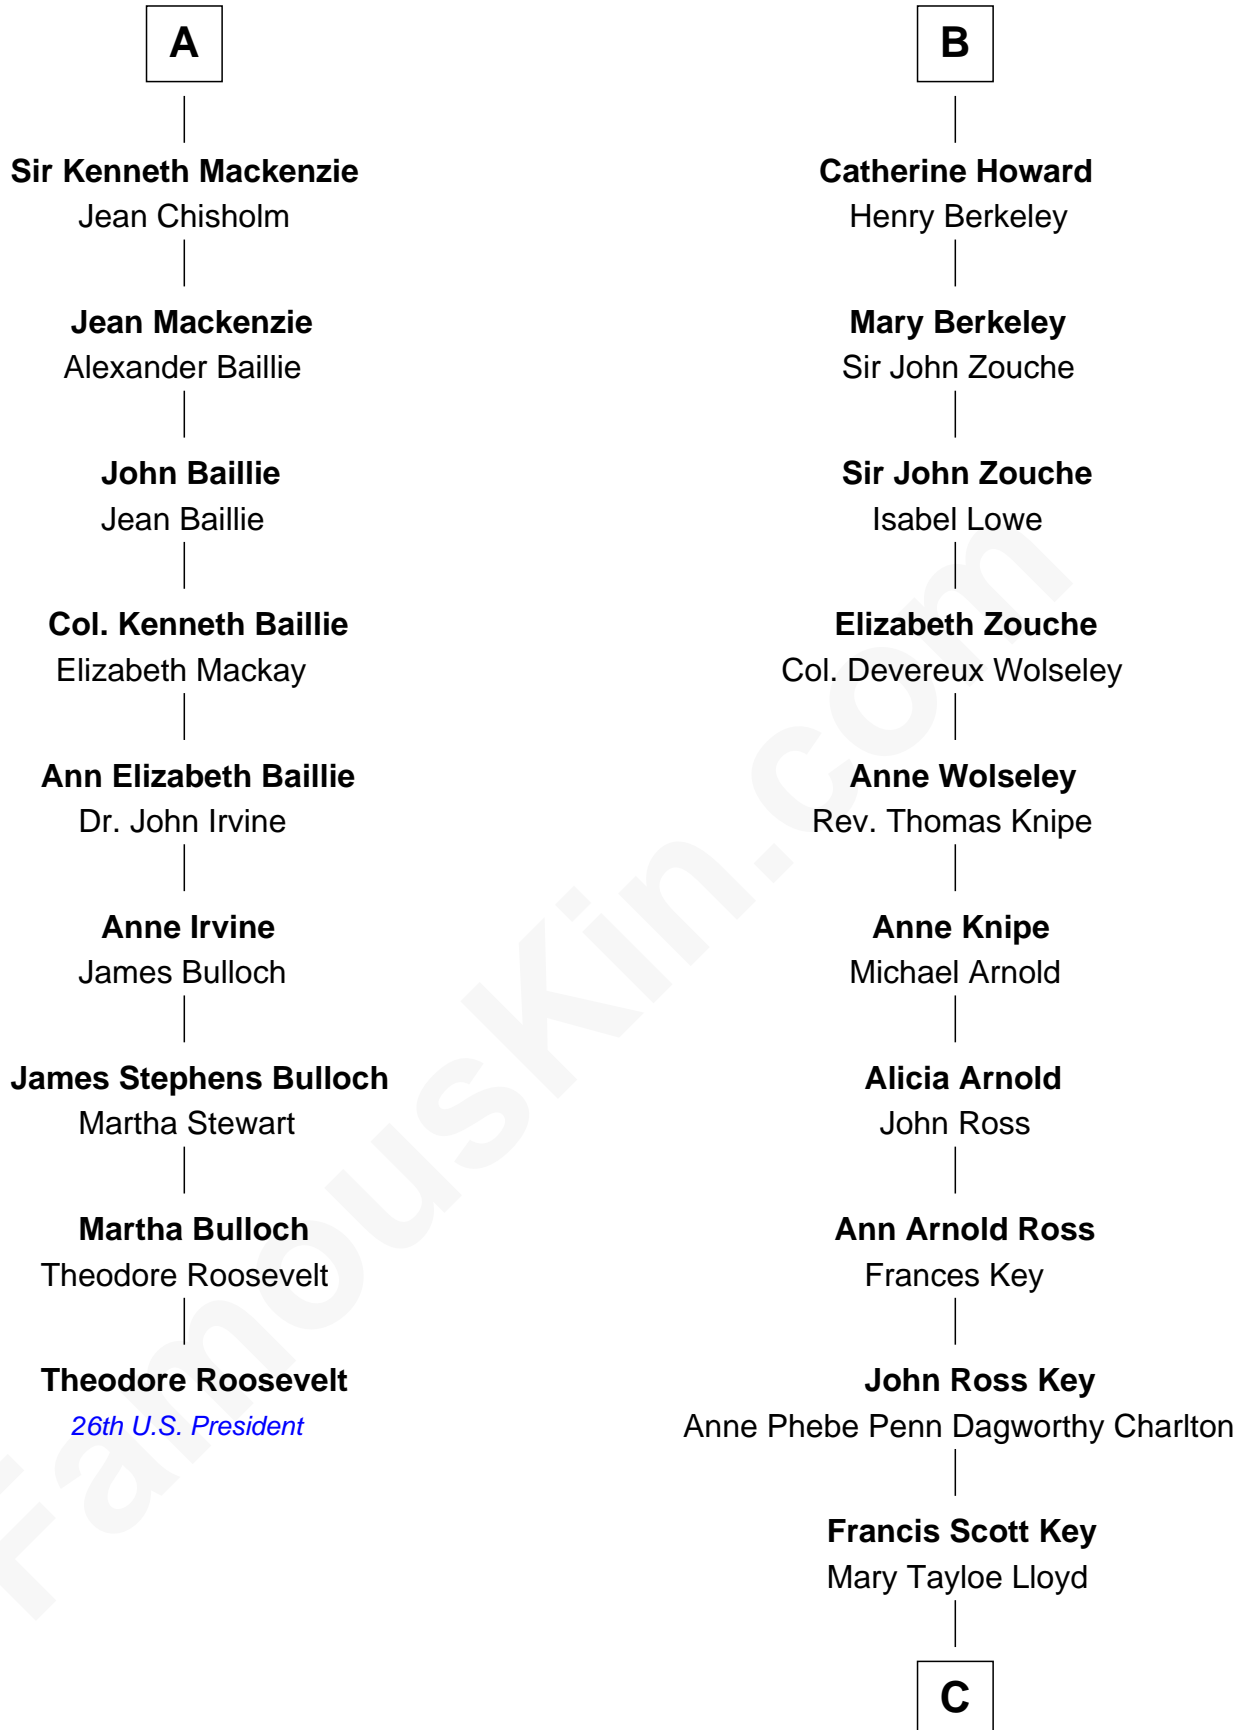 A
Sir Kenneth Mackenzie
Jean Chisholm
Jean Mackenzie
Alexander Baillie
John Baillie
Jean Baillie
Col. Kenneth Baillie
Elizabeth Mackay
Ann Elizabeth Baillie
Dr. John Irvine
Anne Irvine
James Bulloch
James Stephens Bulloch
Martha Stewart
Martha Bulloch
Theodore Roosevelt
Theodore Roosevelt
26th U.S. President
B
Catherine Howard
Henry Berkeley
Mary Berkeley
Sir John Zouche
Sir John Zouche
Isabel Lowe
Elizabeth Zouche
Col. Devereux Wolseley
Anne Wolseley
Rev. Thomas Knipe
Anne Knipe
Michael Arnold
Alicia Arnold
John Ross
Ann Arnold Ross
Frances Key
John Ross Key
Anne Phebe Penn Dagworthy Charlton
Francis Scott Key
Mary Tayloe Lloyd
C
FamousKin.com